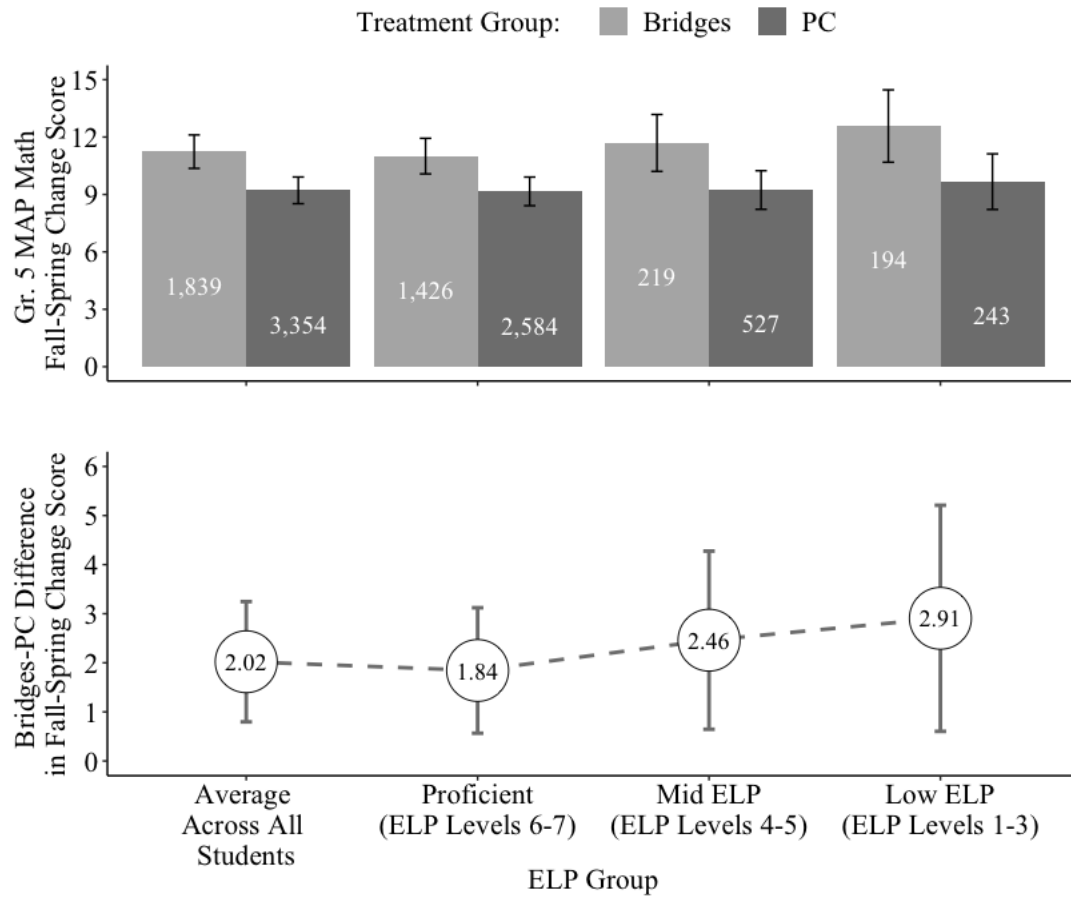 Treatment Group: Bridges PC
Gr. 5 MAP Math
Fall-Spring Change Score
15
12
9
6
3
0
1,839
3,354
1,426
2,584
219
527
194
243
Bridges-PC Difference
in Fall-Spring Change Score
6
5
4
3
2
1
0
2.02
1.84
2.46
2.91
Average
Across All
Students
Proficient
(ELP Levels 6-7)
Mid ELP
(ELP Levels 4-5)
Low ELP
(ELP Levels 1-3)
ELP Group